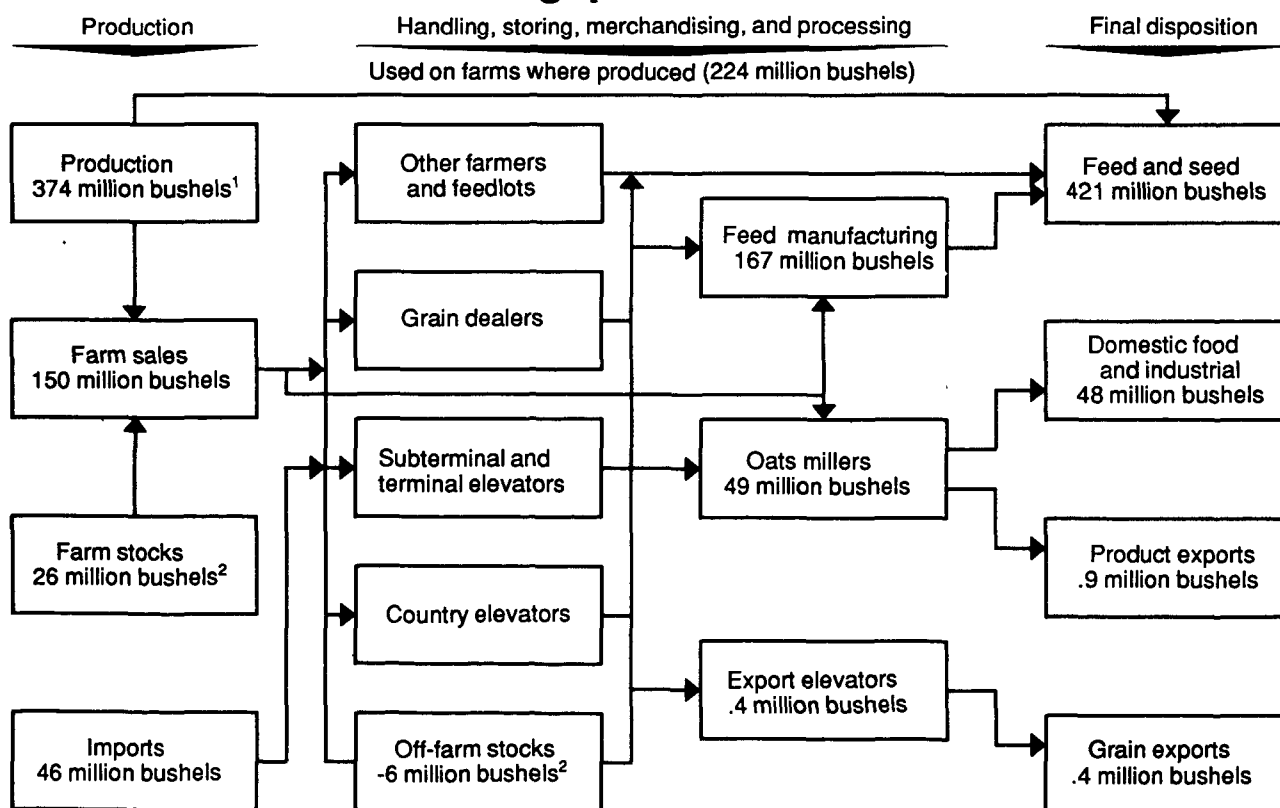 Production
Handling, storing, merchandising, and processing
Final disposition
Used on farms where produced (224 million bushels)
Production
374 million bushels¹
Farm sales
150 million bushels
Farm stocks
26 million bushels²
Imports
46 million bushels
Other farmers
and feedlots
Grain dealers
Subterminal and
terminal elevators
Country elevators
Off-farm stocks
-6 million bushels²
Feed manufacturing
167 million bushels
Oats millers
49 million bushels
Export elevators
.4 million bushels
Feed and seed
421 million bushels
Domestic food
and industrial
48 million bushels
Product exports
.9 million bushels
Grain exports
.4 million bushels